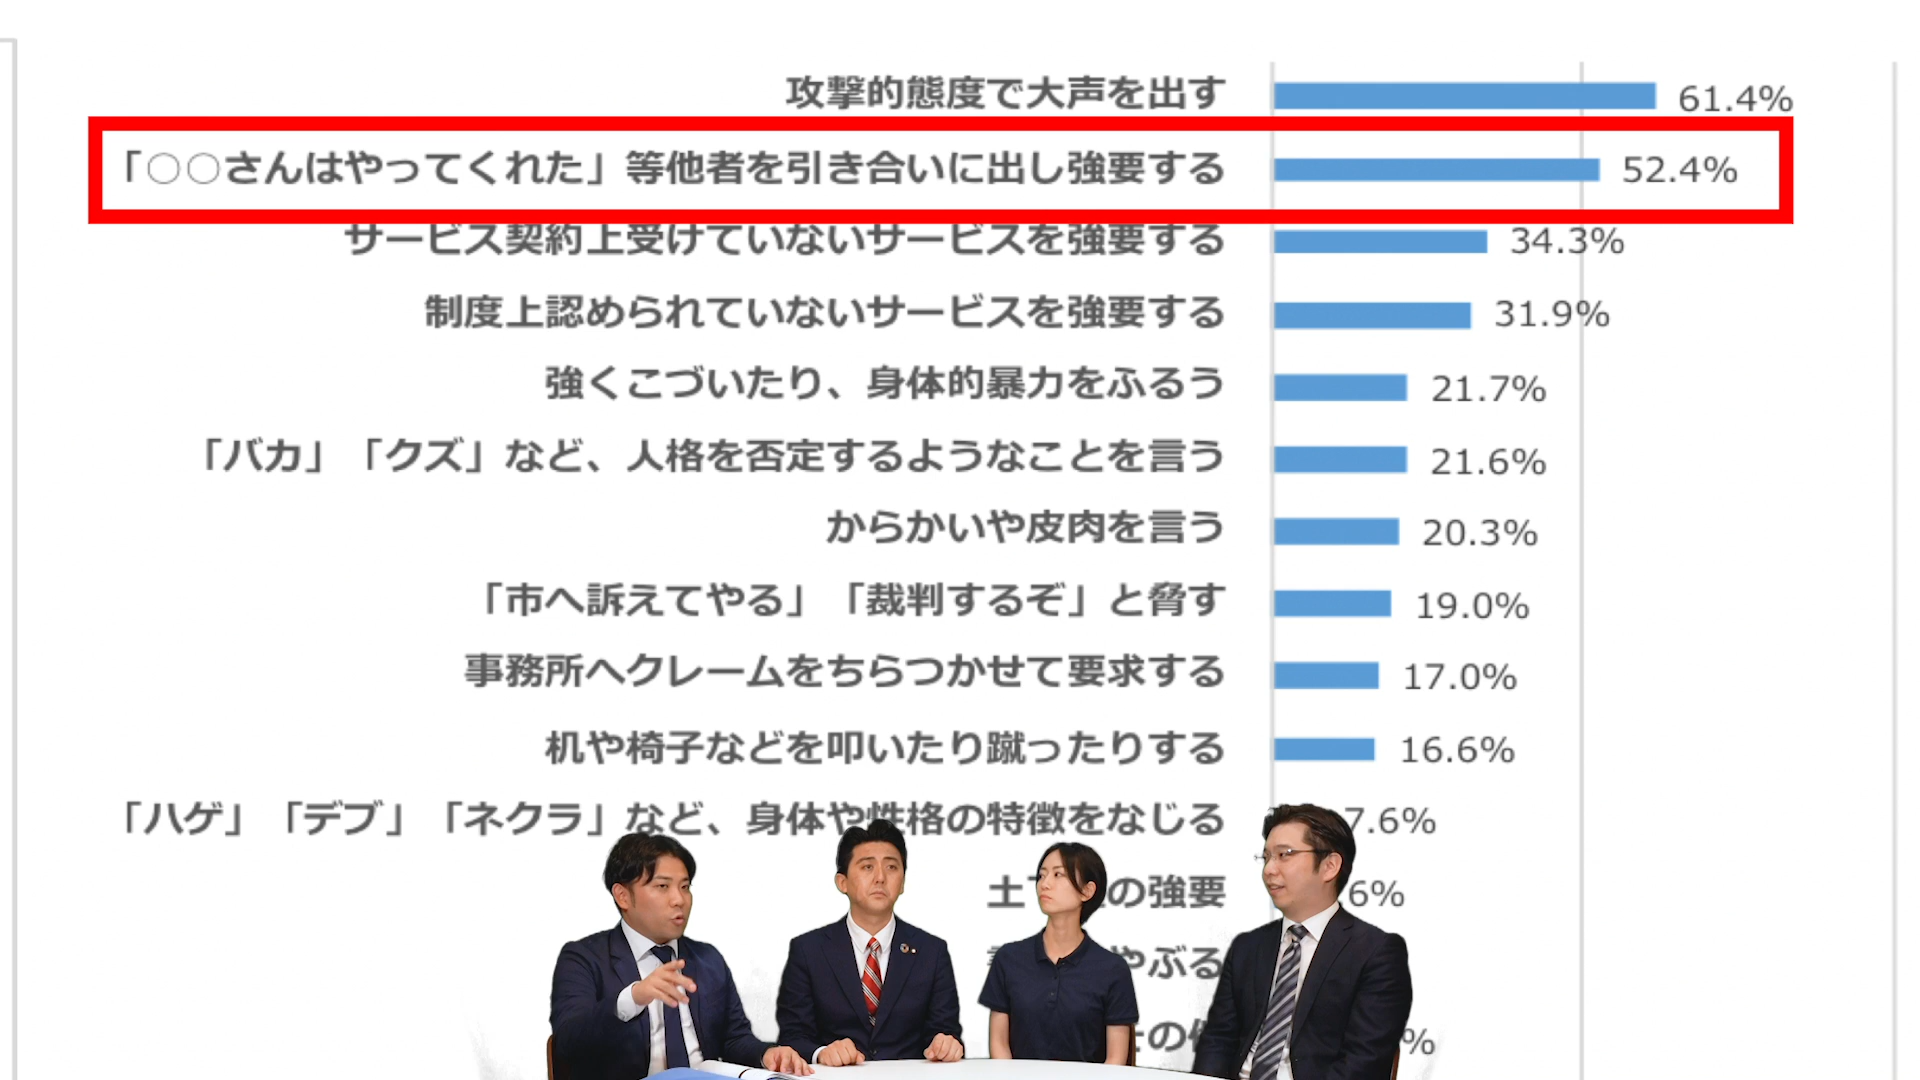 攻撃的態度で大声を出す 61.4%
「○○さんはやってくれた」等他者を引き合いに出し強要する 52.4%
サービス契約上受けていないサービスを強要する 34.3%
制度上認められていないサービスを強要する 31.9%
強くこづいたり、身体的暴力をふるう 21.7%
「バカ」「クズ」など、人格を否定するようなことを言う 21.6%
からかいや皮肉を言う 20.3%
「市へ訴えてやる」「裁判するぞ」と脅す 19.0%
事務所へクレームをちらつかせて要求する 17.0%
机や椅子などを叩いたり蹴ったりする 16.6%
「ハゲ」「デブ」「ネクラ」など、身体や性格の特徴をなじる 7.6%
の強要 6%
やぶる
%